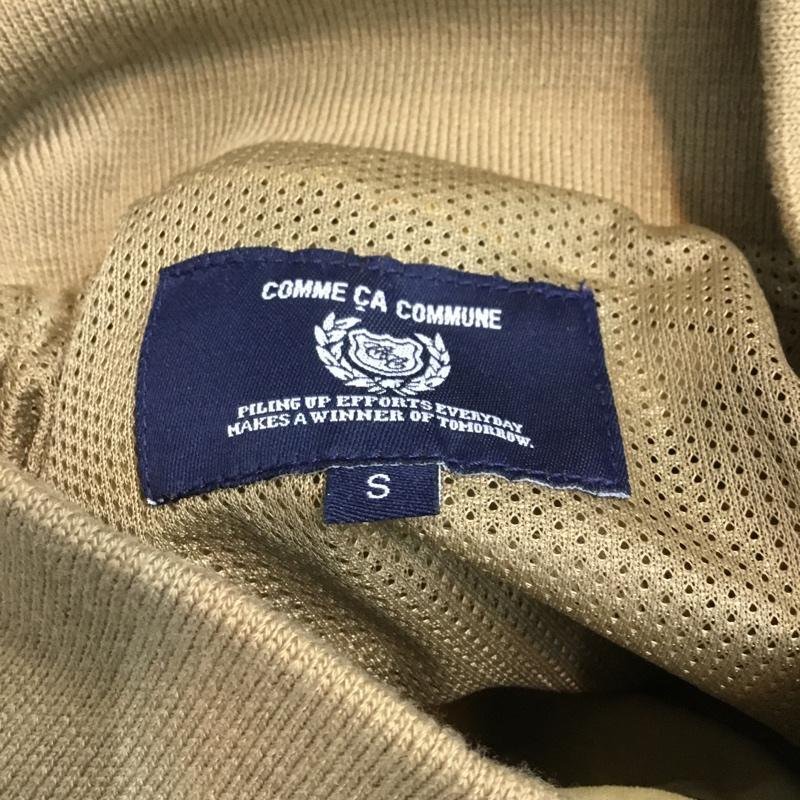 COMME ÇA COMMUNE
PILING UP EFFORTS EVERYDAY
MAKES A WINNER OF TOMORROW.
S